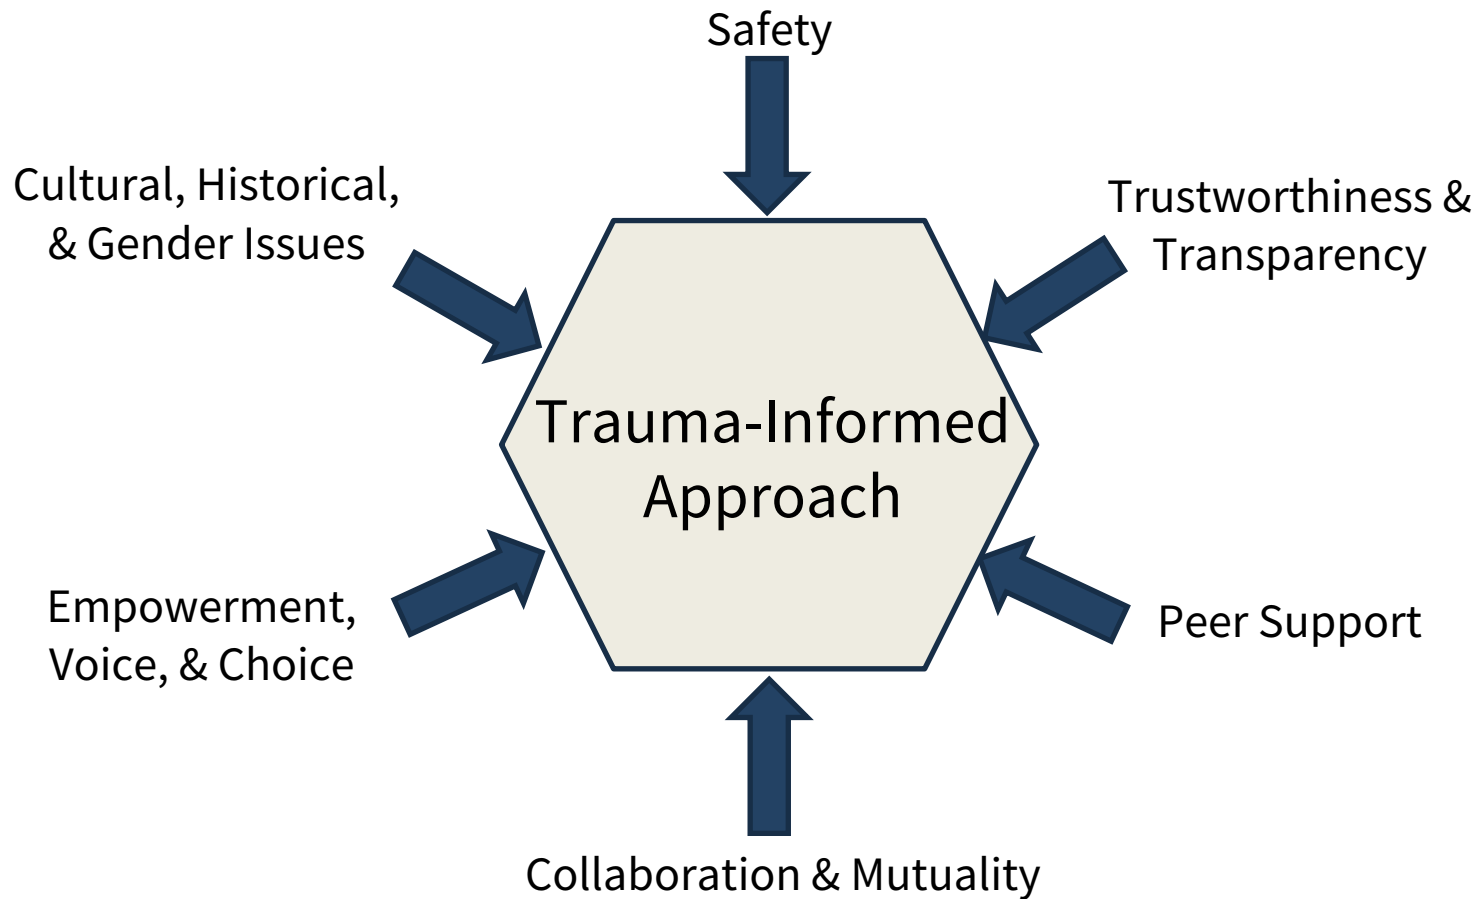 Safety
Cultural, Historical,
& Gender Issues
Trustworthiness &
Transparency
Trauma-Informed
Approach
Empowerment,
Voice, & Choice
Peer Support
Collaboration & Mutuality